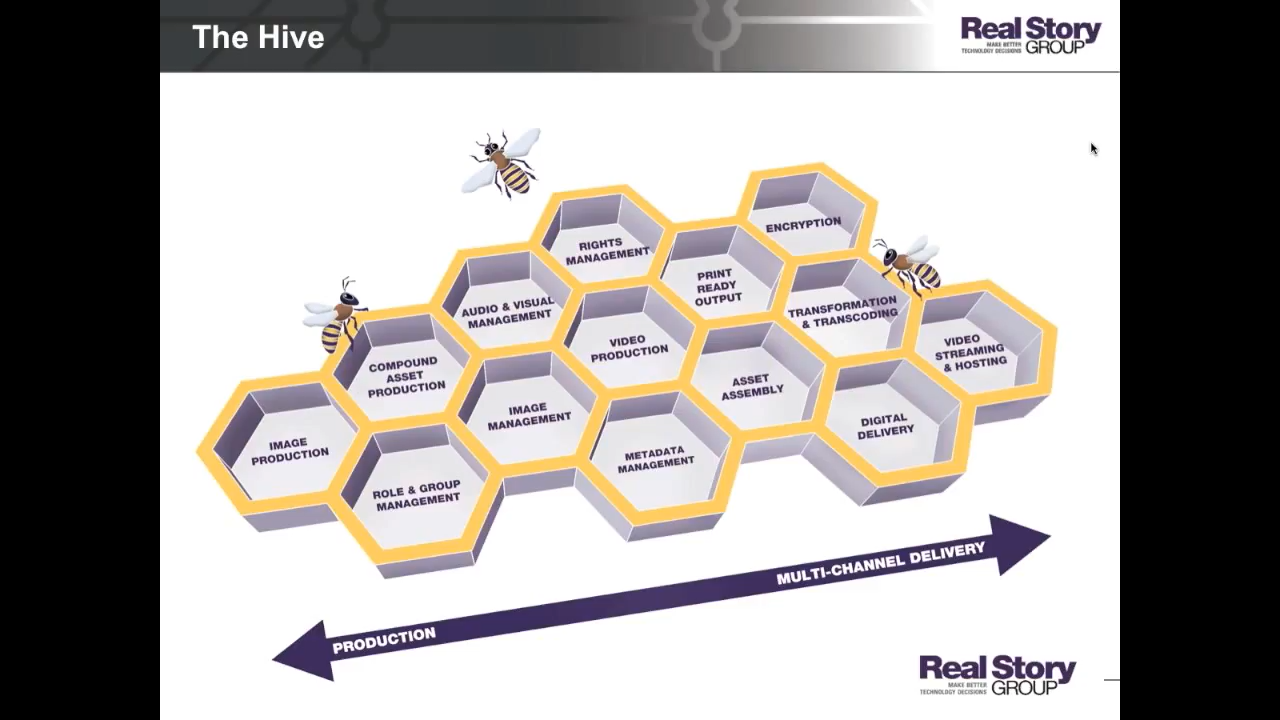 The Hive
Real Story
MAKE BETTER
TECHNOLOGY DECISIONS
GROUP
ENCRYPTION
RIGHTS
MANAGEMENT
PRINT
READY
OUTPUT
AUDIO & VISUAL
MANAGEMENT
TRANSFORMATION
& TRANSCODING
VIDEO
PRODUCTION
VIDEO
STREAMING
& HOSTING
COMPOUND
ASSET
PRODUCTION
ASSET
ASSEMBLY
IMAGE
MANAGEMENT
DIGITAL
DELIVERY
IMAGE
PRODUCTION
METADATA
MANAGEMENT
ROLE & GROUP
MANAGEMENT
MULTI-CHANNEL DELIVERY
PRODUCTION
Real Story
MAKE BETTER
TECHNOLOGY DECISIONS
GROUP